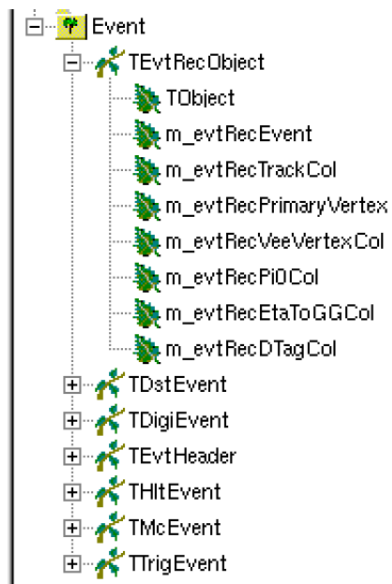 Event
TEvtRecObject
TObject
m_evtRecEvent
m_evtRecTrackCol
m_evtRecPrimaryVertex
m_evtRecVeeVertexCol
m_evtRecPi0Col
m_evtRecEtaToGGCol
m_evtRecDTagCol
TDstEvent
TDigiEvent
TEvtHeader
THltEvent
TMcEvent
TTrigEvent